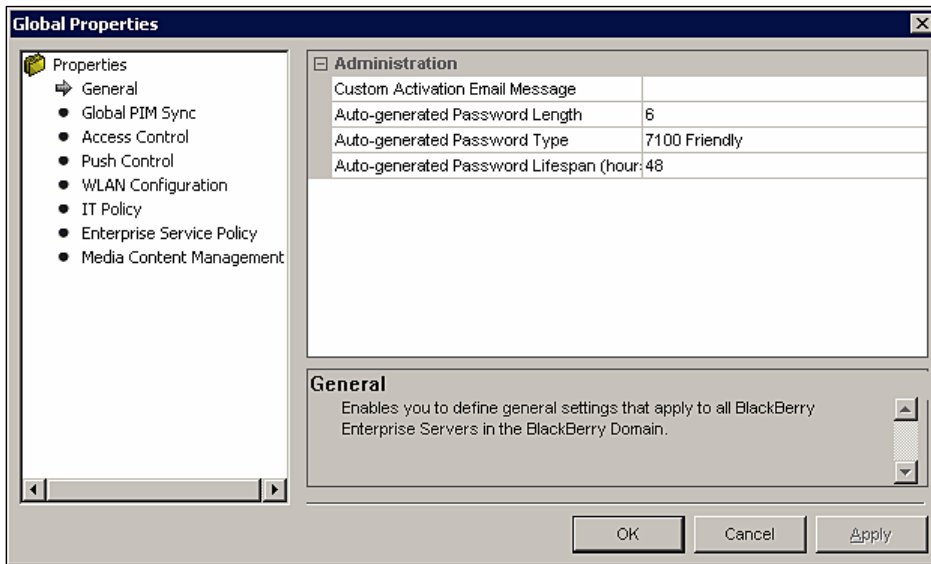 Global Properties
Properties
General
Global PIM Sync
Access Control
Push Control
WLAN Configuration
IT Policy
Enterprise Service Policy
Media Content Management
Administration
Custom Activation Email Message
Auto-generated Password Length 6
Auto-generated Password Type 7100 Friendly
Auto-generated Password Lifespan (hour: 48
General
Enables you to define general settings that apply to all BlackBerry
Enterprise Servers in the BlackBerry Domain.
OK Cancel Apply